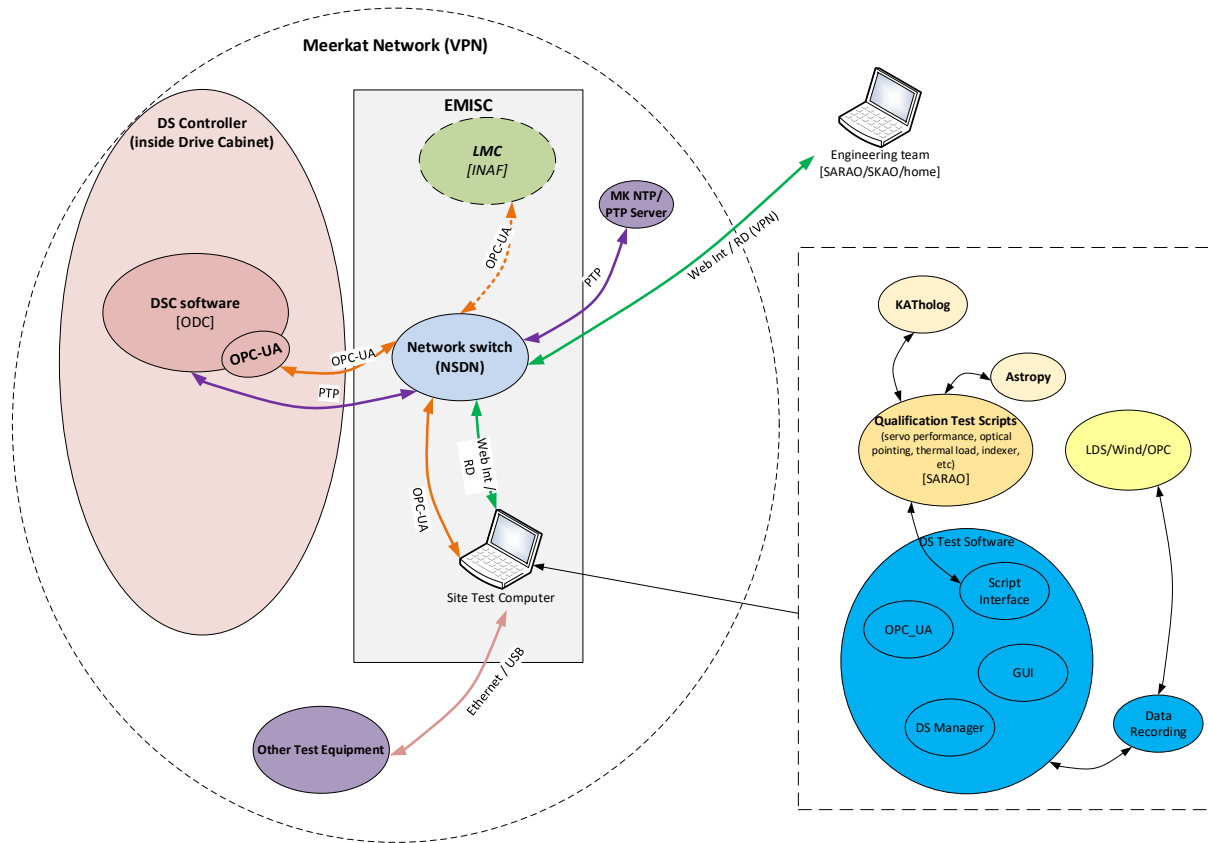 Meerkat Network (VPN)
DS Controller
(inside Drive Cabinet)
EMISC
LMC
[INAF]
MK NTP/
PTP Server
Engineering team
[SARAO/SKAO/home]
OPC-UA
PTP
Web Int / RD (VPN)
DSC software
[ODC]
OPC-UA
OPC-UA
PTP
Network switch
(NSDN)
OPC-UA
Web Int /
RD
Site Test Computer
Ethernet / USB
Other Test Equipment
KATholog
Astropy
Qualification Test Scripts
(servo performance, optical
pointing, thermal load, indexer,
etc)
[SARAO]
LDS/Wind/OPC
DS Test Software
Script
Interface
OPC_UA
GUI
DS Manager
Data
Recording